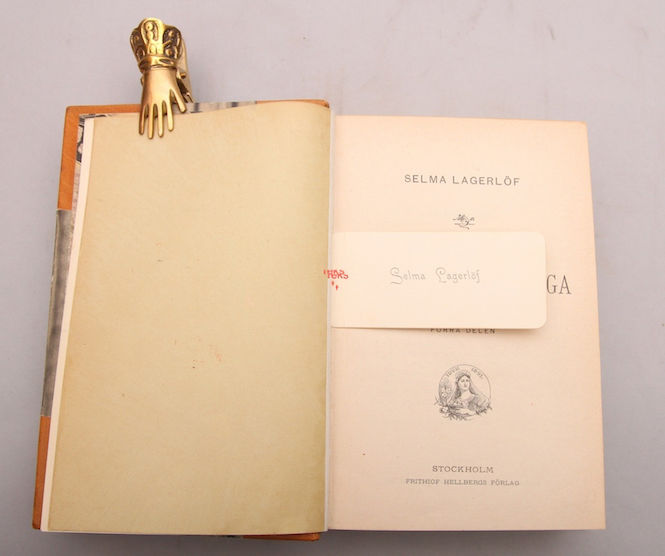 SELMA LAGERLÖF
Selma Lagerlöf
GA
FÖRRA DELEN
STOCKHOLM
FRITHIOF HELLBERGS FÖRLAG